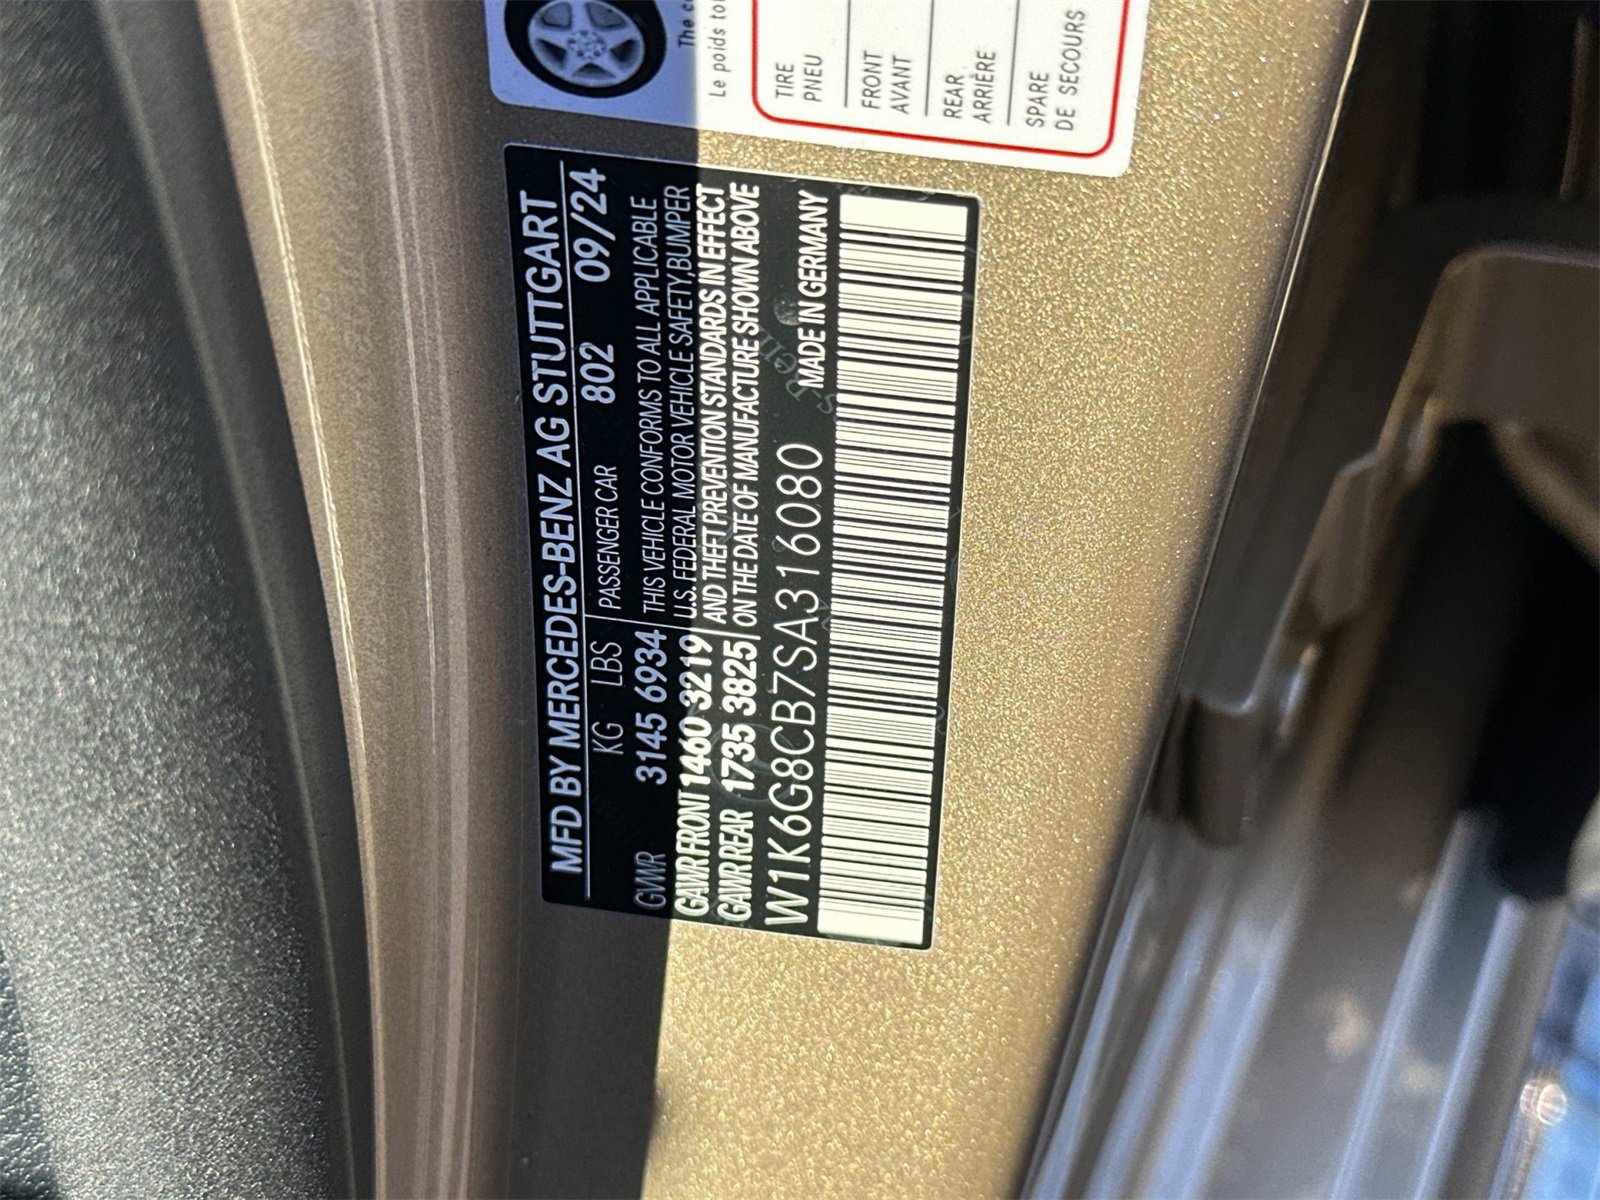 The
Le poids
TIRE
PNEU
FRONT
AVANT
REAR
ARRIÈRE
SPARE
DE SECOURS
MFD BY MERCEDES-BENZ AG STUTTGART
KG LBS PASSENGER CAR 802 09/24
GVWR 3145 6934 THIS VEHICLE CONFORMS TO ALL APPLICABLE
U.S. FEDERAL MOTOR VEHICLE SAFETY,BUMPER
GAWR FRONT 1460 3219 AND THEFT PREVENTION STANDARDS IN EFFECT
GAWR REAR 1735 3825 ON THE DATE OF MANUFACTURE SHOWN ABOVE
W1K6G8CB7SA316080 MADE IN GERMANY